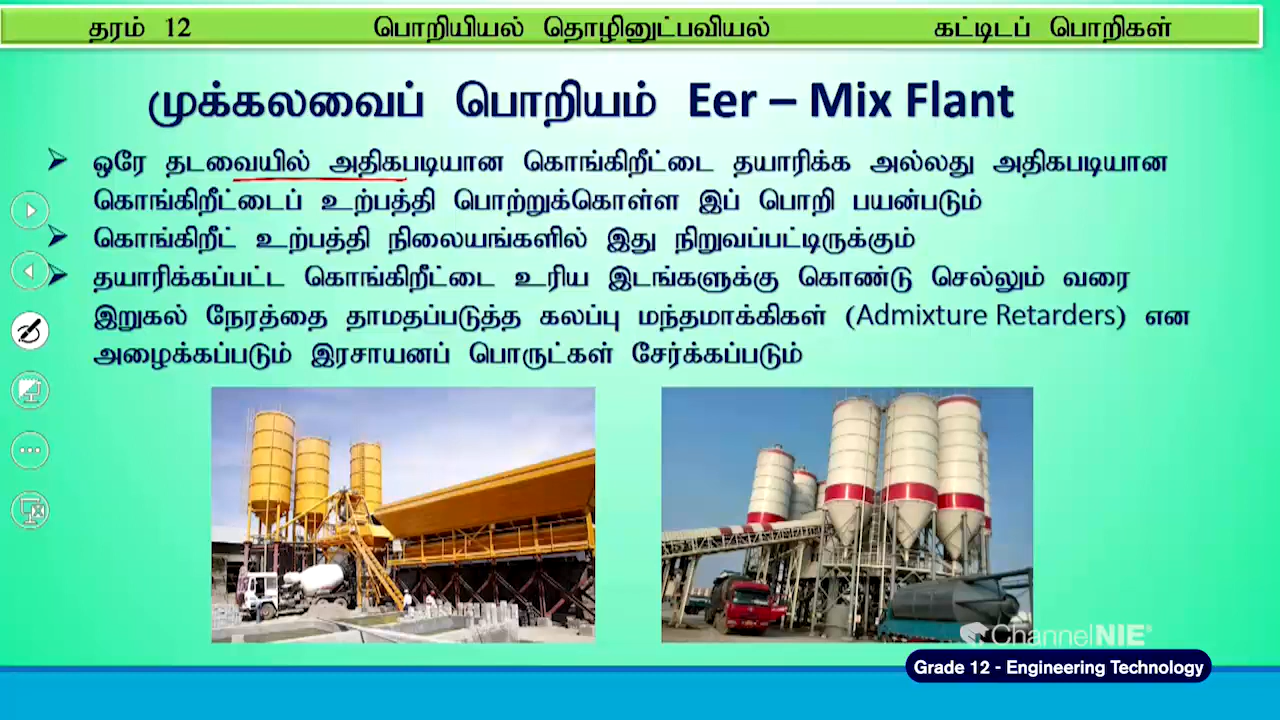 தரம் 12 பொறியியல் தொழினுட்பவியல் கட்டிடப் பொறிகள்
முக்கலவைப் பொறியம் Eer – Mix Flant
ஒரே தடவையில் அதிகபடியான கொங்கிறீட்டை தயாரிக்க அல்லது அதிகபடியான
கொங்கிறீட்டைப் உற்பத்தி பொற்றுக்கொள்ள இப் பொறி பயன்படும்
கொங்கிறீட் உற்பத்தி நிலையங்களில் இது நிறுவப்பட்டிருக்கும்
தயாரிக்கப்பட்ட கொங்கிறீட்டை உரிய இடங்களுக்கு கொண்டு செல்லும் வரை
இறுகல் நேரத்தை தாமதப்படுத்த கலப்பு மந்தமாக்கிகள் (Admixture Retarders) என
அழைக்கப்படும் இரசாயனப் பொருட்கள் சேர்க்கப்படும்
ChannelNIE
Grade 12 - Engineering Technology